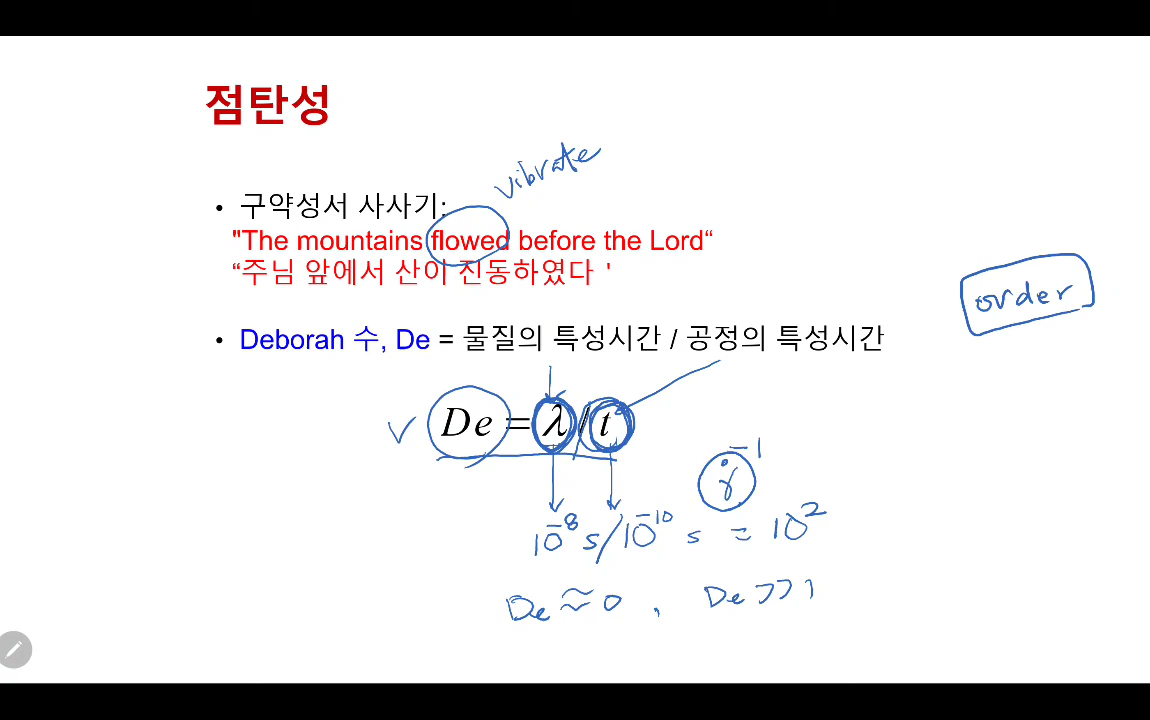 점탄성
vibrate
• 구약성서 사사기:
"The mountains flowed before the Lord“
“주님 앞에서 산이 진동하였다 '
order
• Deborah 수, De = 물질의 특성시간 / 공정의 특성시간
✓ De = λ / t
γ̇⁻¹
10⁻⁸ s / 10⁻¹⁰ s = 10²
De ≈ 0 , De >> 1